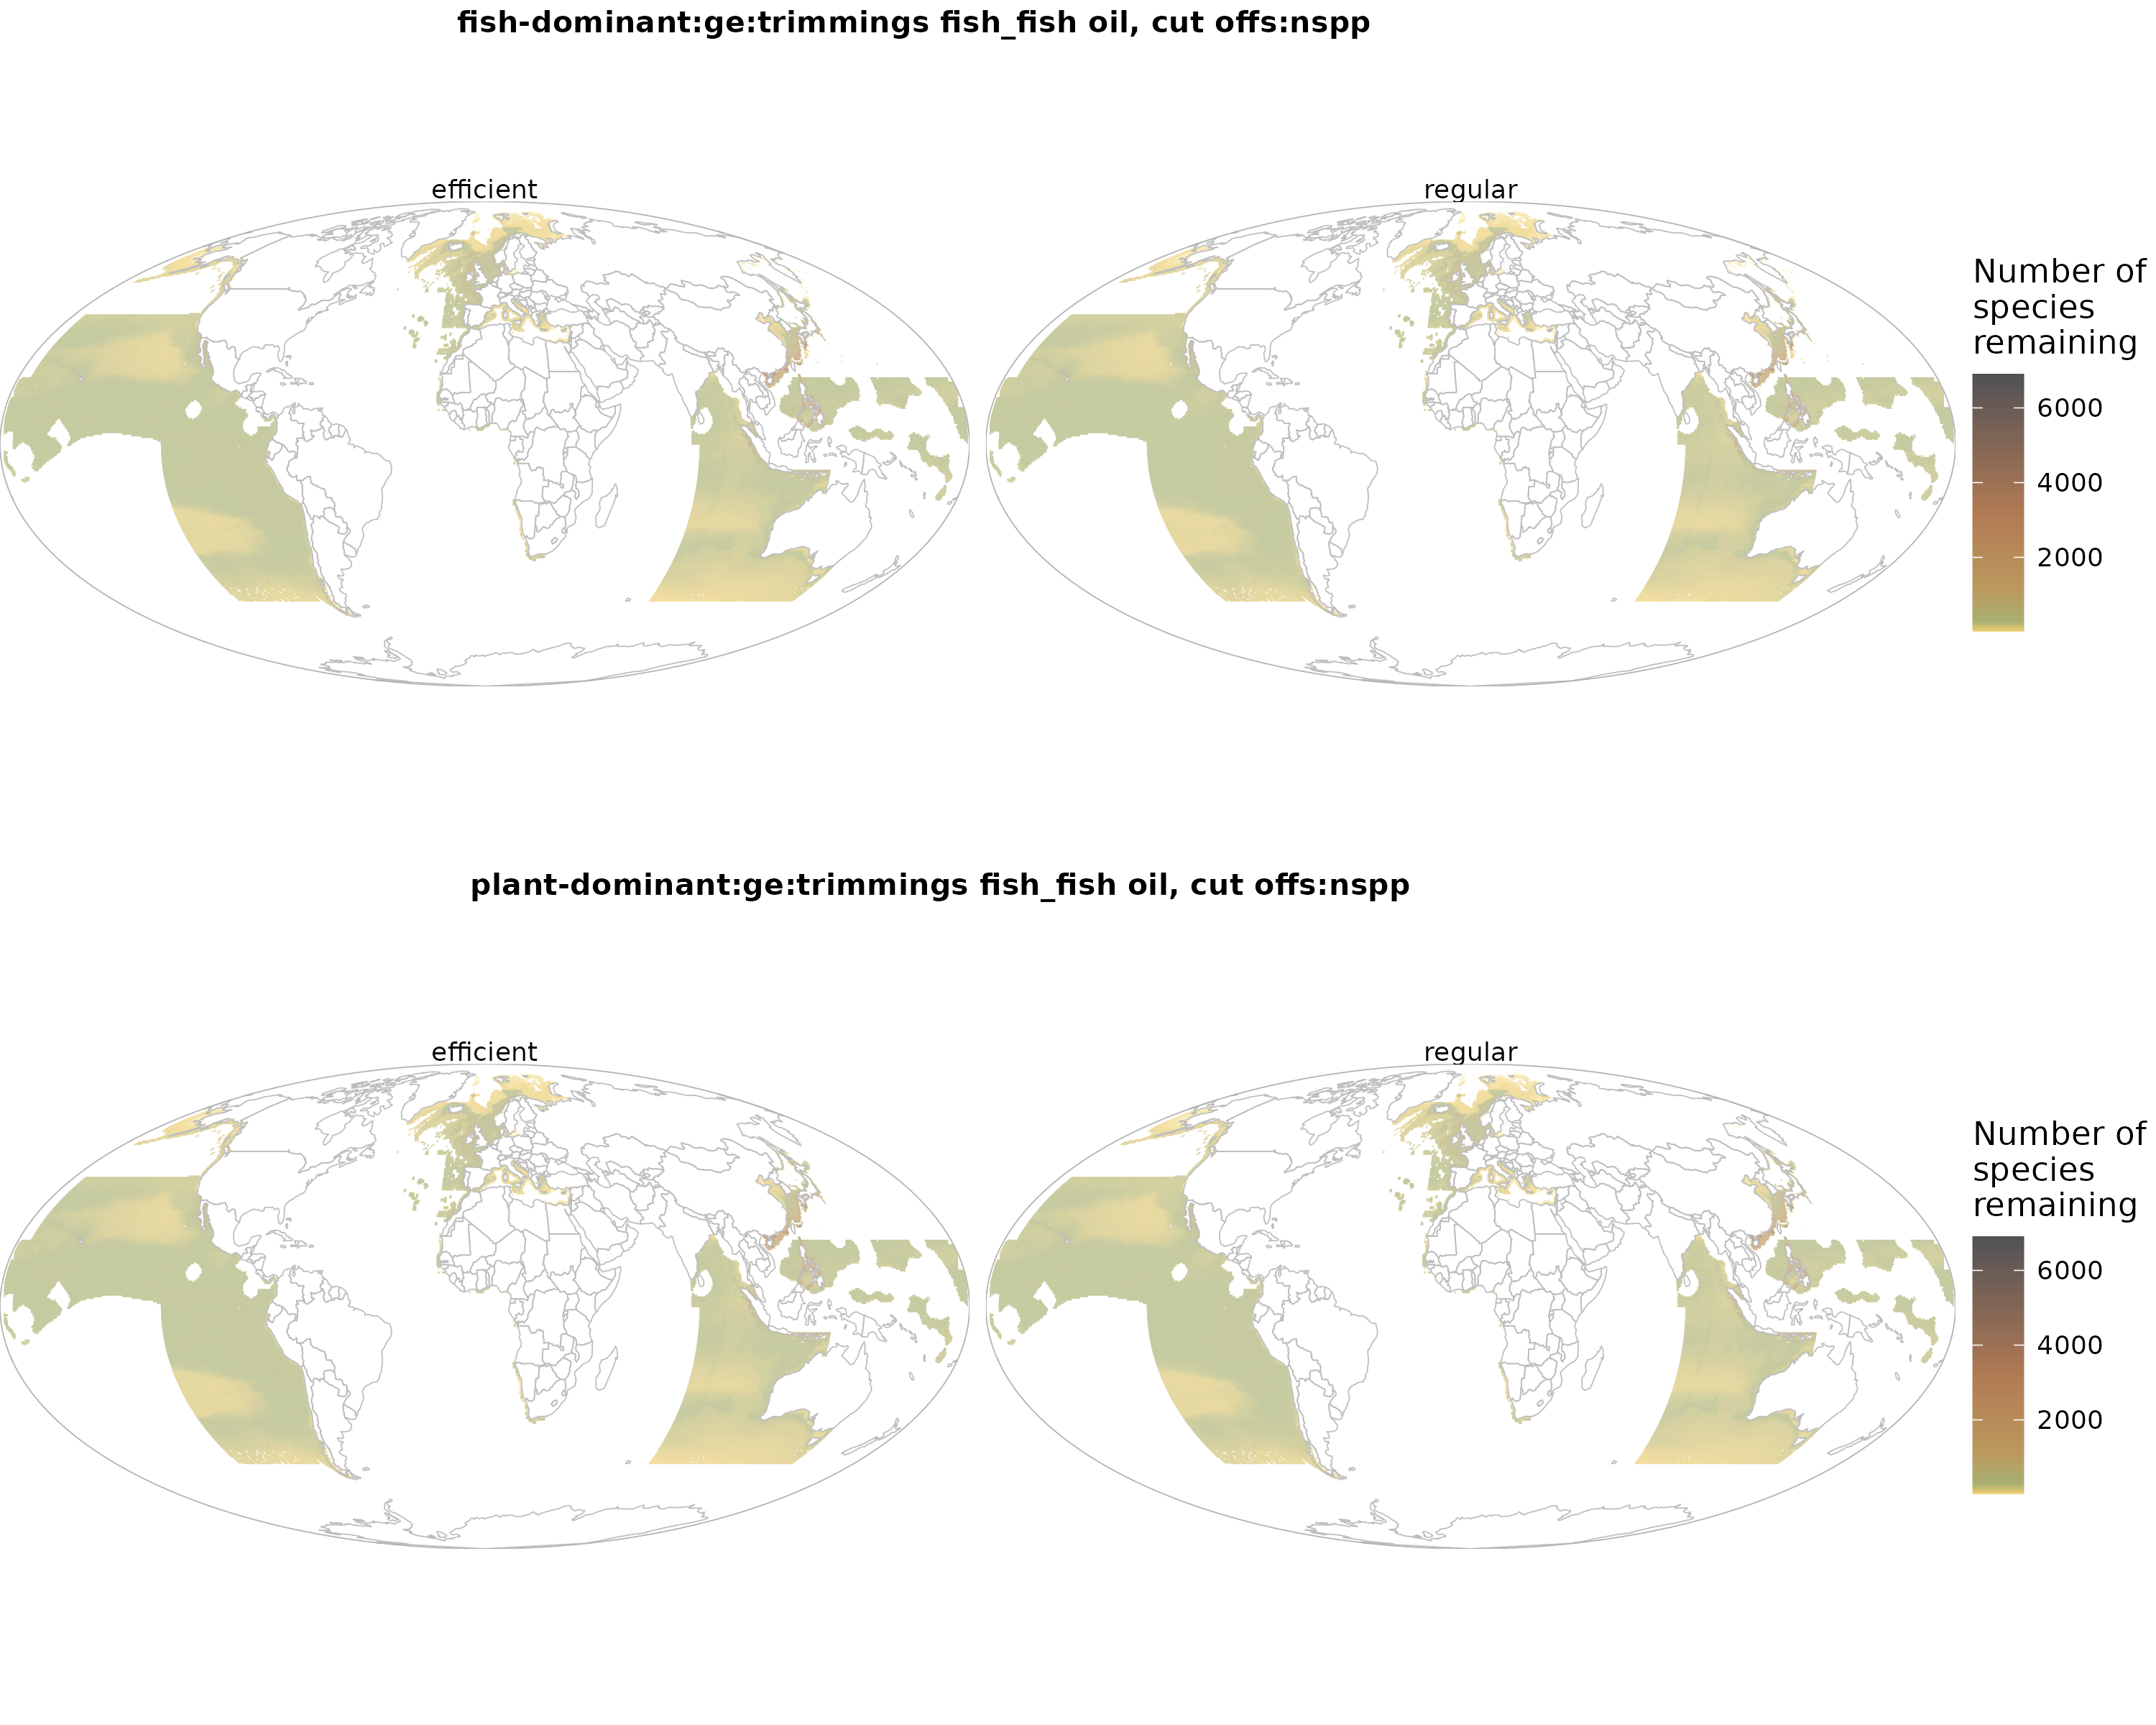 fish-dominant:ge:trimmings fish_fish oil, cut offs:nspp
efficient
regular
Number of
species
remaining
6000
4000
2000
plant-dominant:ge:trimmings fish_fish oil, cut offs:nspp
efficient
regular
Number of
species
remaining
6000
4000
2000